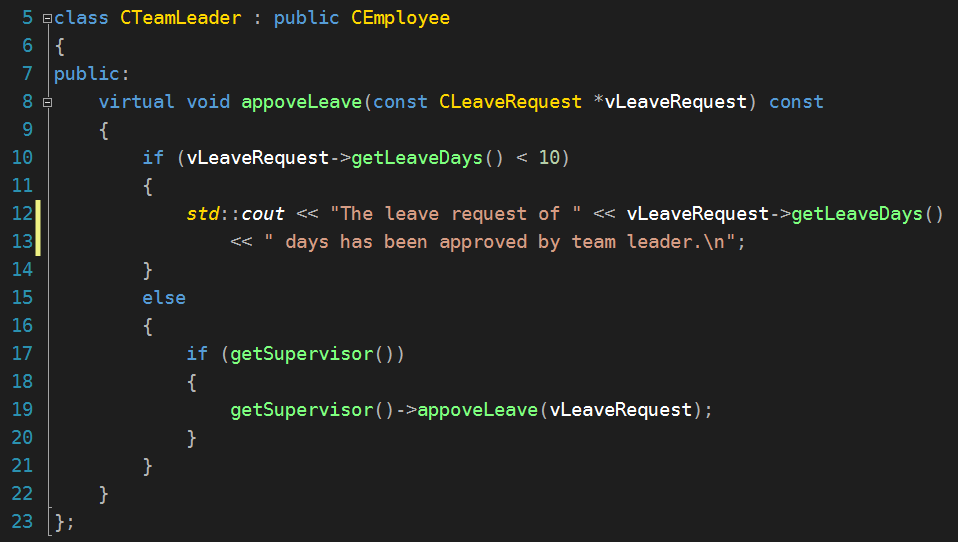 5 class CTeamLeader : public CEmployee
6 {
7 public:
8     virtual void appoveLeave(const CLeaveRequest *vLeaveRequest) const
9     {
10         if (vLeaveRequest->getLeaveDays() < 10)
11         {
12             std::cout << "The leave request of " << vLeaveRequest->getLeaveDays()
13                 << " days has been approved by team leader.\n";
14         }
15         else
16         {
17             if (getSupervisor())
18             {
19                 getSupervisor()->appoveLeave(vLeaveRequest);
20             }
21         }
22     }
23 };